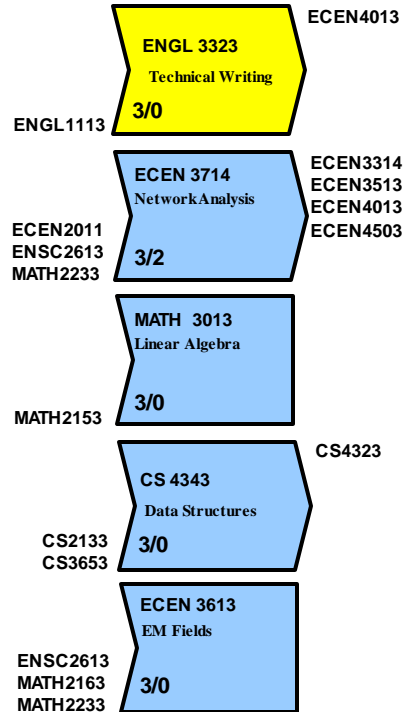 ECEN4013
ENGL 3323
Technical Writing
3/0
ENGL1113
ECEN 3714
Network Analysis
3/2
ECEN3314
ECEN3513
ECEN4013
ECEN4503
ECEN2011
ENSC2613
MATH2233
MATH 3013
Linear Algebra
3/0
MATH2153
CS4323
CS 4343
Data Structures
3/0
CS2133
CS3653
ECEN 3613
EM Fields
3/0
ENSC2613
MATH2163
MATH2233